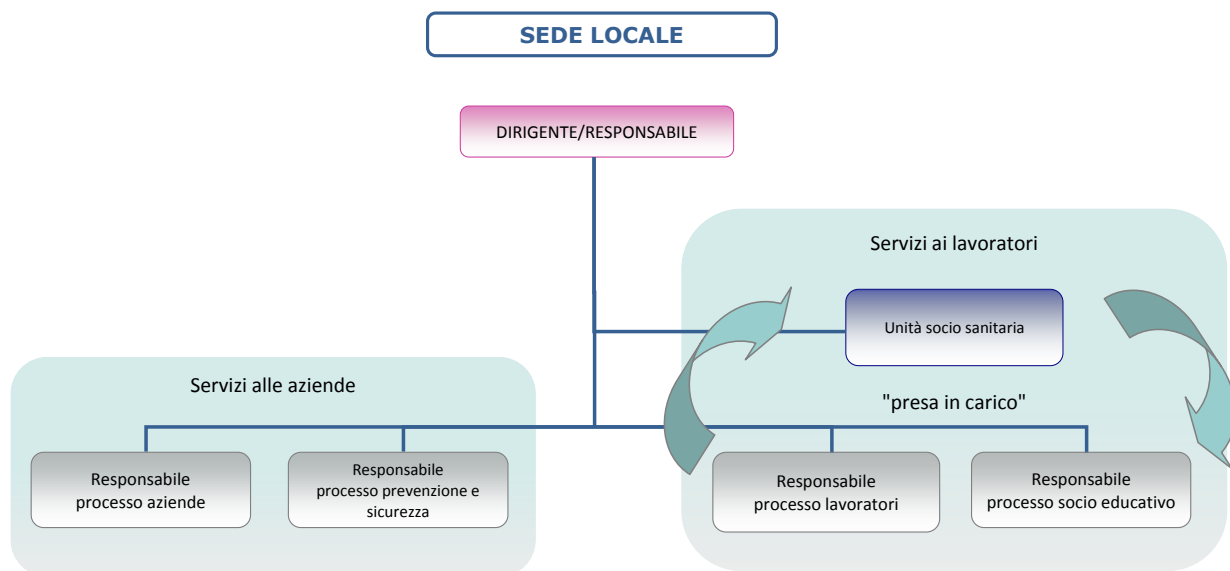 SEDE LOCALE
DIRIGENTE/RESPONSABILE
Servizi ai lavoratori
Unità socio sanitaria
Servizi alle aziende
"presa in carico"
Responsabile
processo aziende
Responsabile
processo prevenzione e
sicurezza
Responsabile
processo lavoratori
Responsabile
processo socio educativo